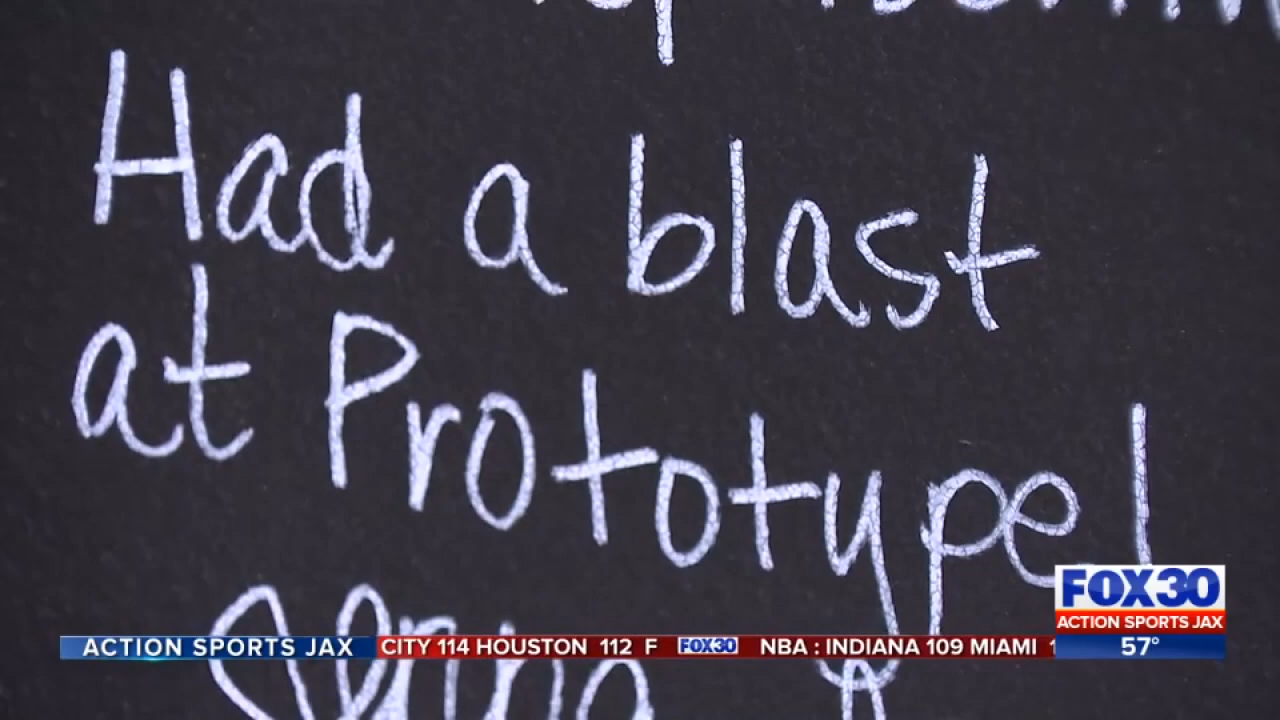 Had a blast
at Prototype!
FOX30
ACTION SPORTS JAX
ACTION SPORTS JAX CITY 114 HOUSTON 112 F FOX30 NBA : INDIANA 109 MIAMI 57°